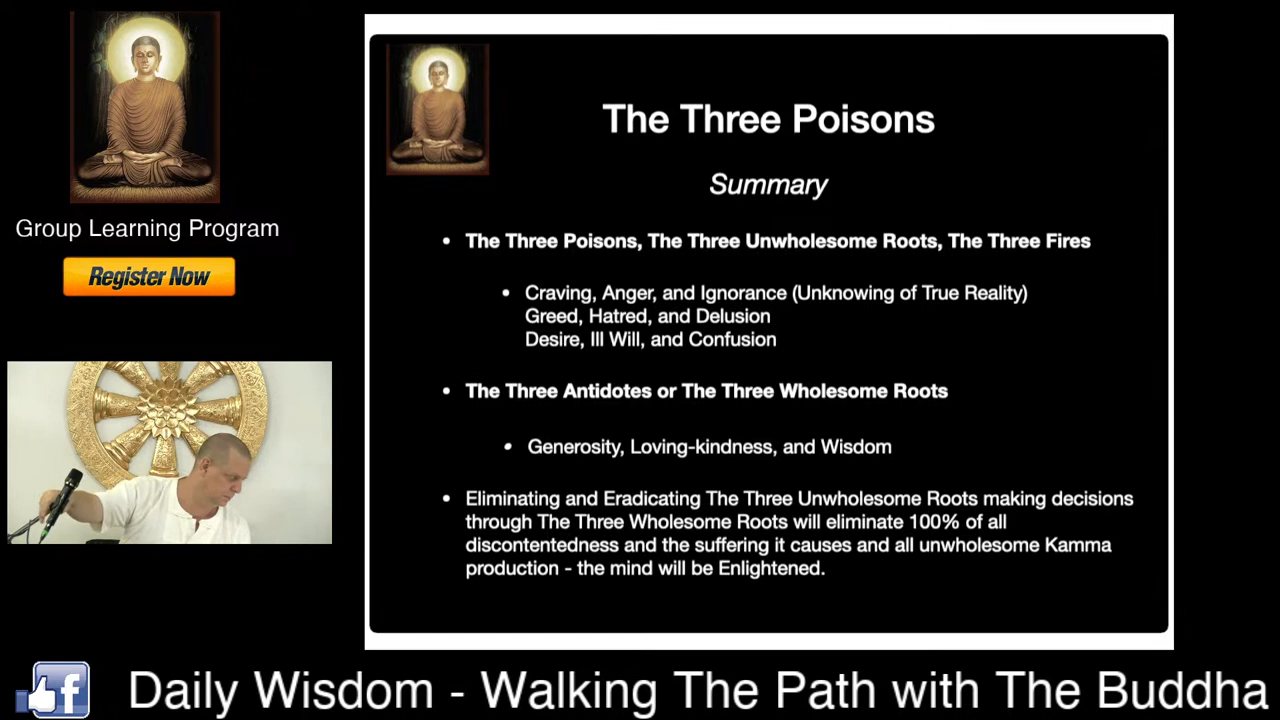 Group Learning Program
Register Now
The Three Poisons
Summary
• The Three Poisons, The Three Unwholesome Roots, The Three Fires
• Craving, Anger, and Ignorance (Unknowing of True Reality)
Greed, Hatred, and Delusion
Desire, Ill Will, and Confusion
• The Three Antidotes or The Three Wholesome Roots
• Generosity, Loving-kindness, and Wisdom
• Eliminating and Eradicating The Three Unwholesome Roots making decisions
through The Three Wholesome Roots will eliminate 100% of all
discontentedness and the suffering it causes and all unwholesome Kamma
production - the mind will be Enlightened.
f Daily Wisdom - Walking The Path with The Buddha